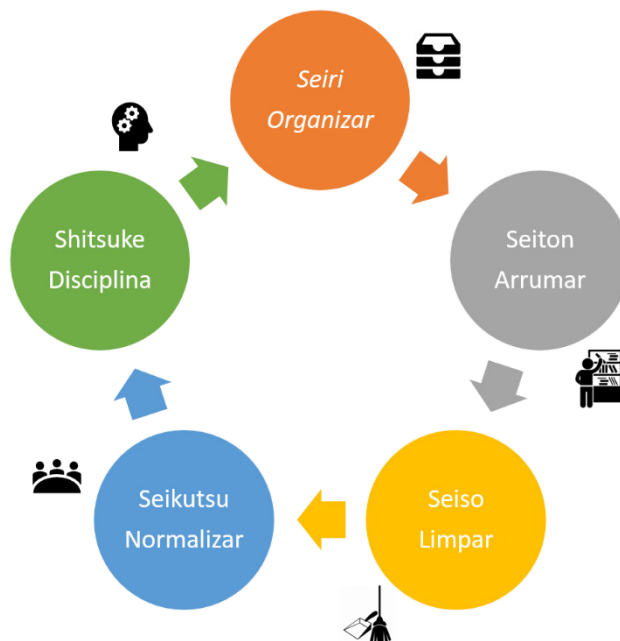 Seiri
Organizar
Seiton
Arrumar
Seiso
Limpar
Seikutsu
Normalizar
Shitsuke
Disciplina